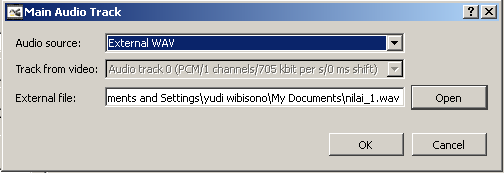 Main Audio Track
Audio source: External WAV
Track from video: Audio track 0 (PCM/1 channels/705 kbit per s/0 ms shift)
External file: ments and Settings\yudi wibisono\My Documents\nilai_1.wav Open
OK Cancel